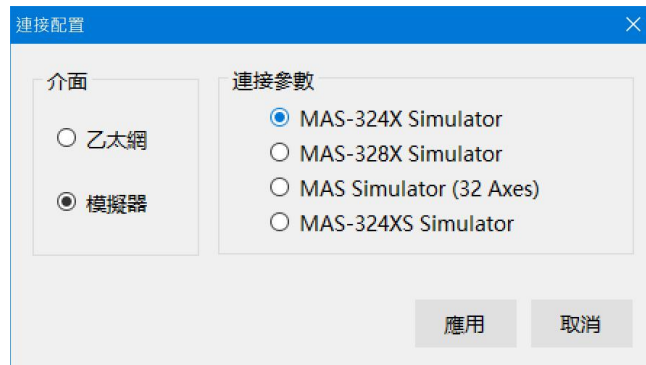 連接配置
介面
乙太網
模擬器
連接參數
MAS-324X Simulator
MAS-328X Simulator
MAS Simulator (32 Axes)
MAS-324XS Simulator
應用
取消